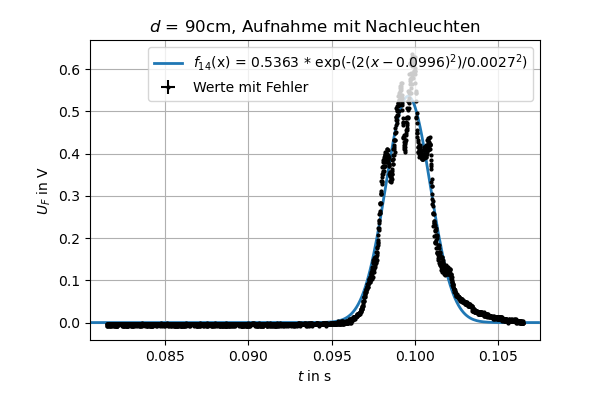 d = 90cm, Aufnahme mit Nachleuchten
f₁₄(x) = 0.5363 * exp(-(2(x − 0.0996)²)/0.0027²)
Werte mit Fehler
0.6
0.5
0.4
0.3
0.2
0.1
0.0
U_F in V
0.085 0.090 0.095 0.100 0.105
t in s